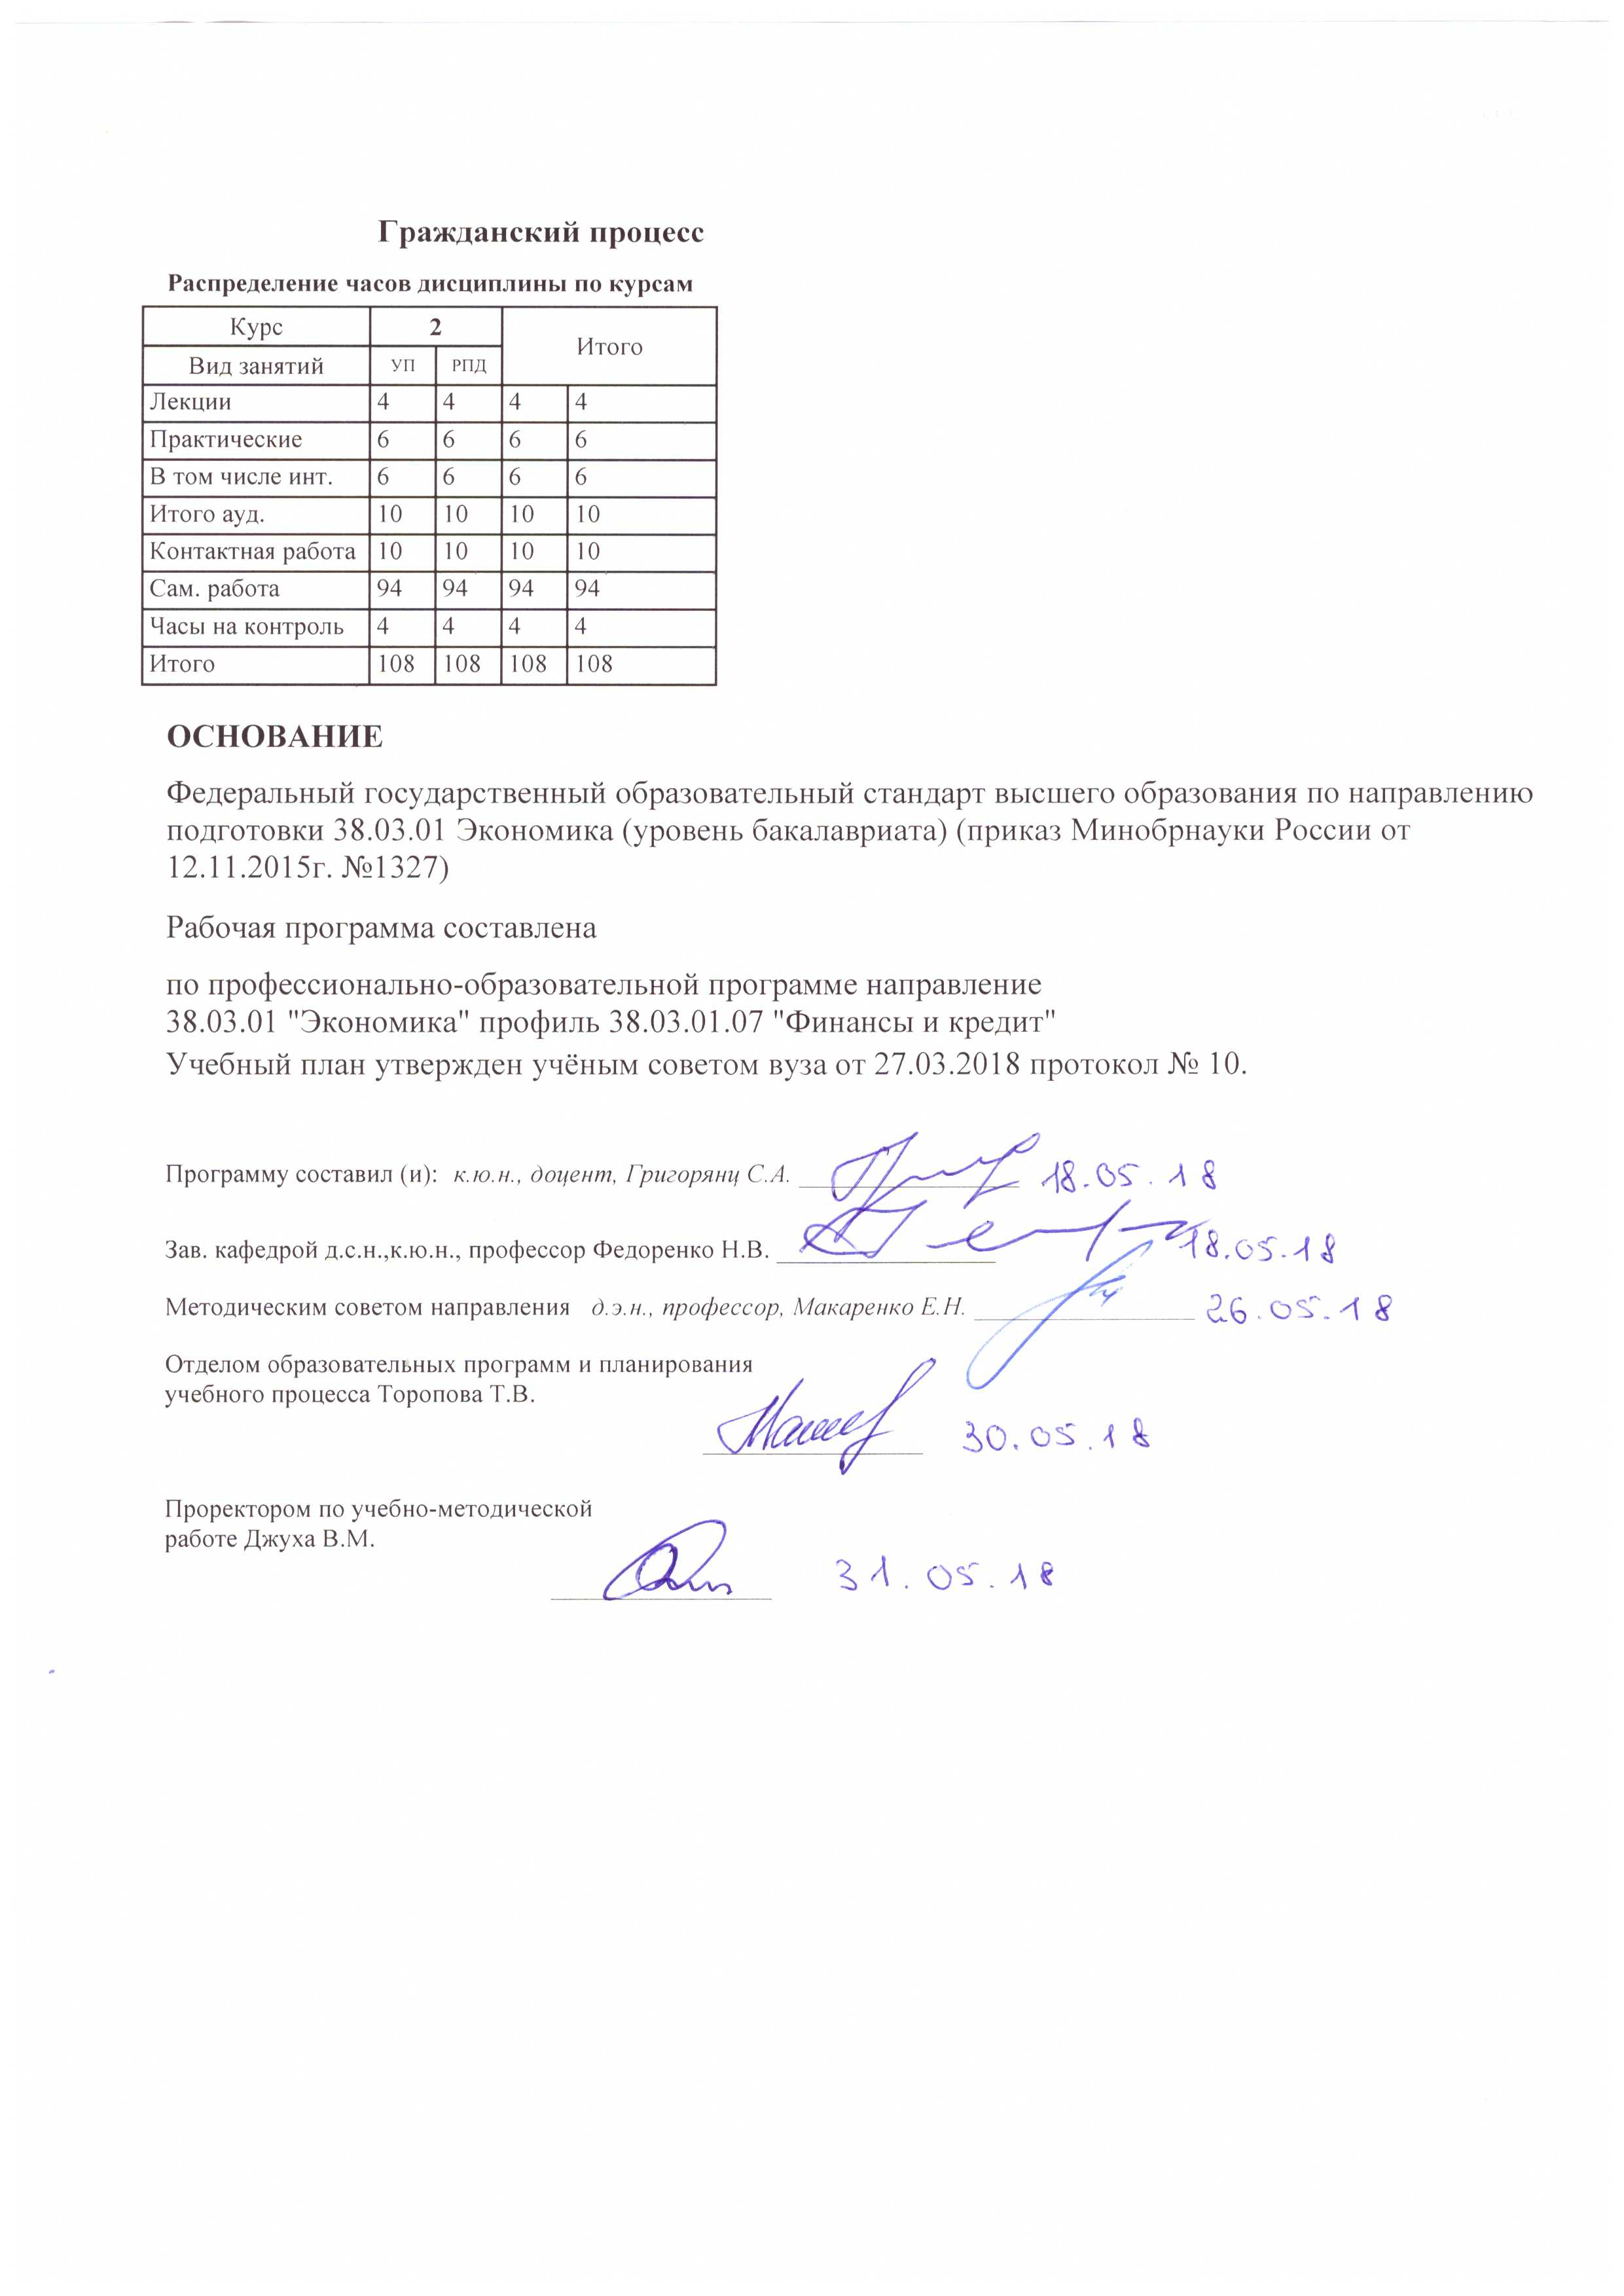 Гражданский процесс
Распределение часов дисциплины по курсам
Курс 2 Итого
Вид занятий УП РПД
Лекции 4 4 4 4
Практические 6 6 6 6
В том числе инт. 6 6 6 6
Итого ауд. 10 10 10 10
Контактная работа 10 10 10 10
Сам. работа 94 94 94 94
Часы на контроль 4 4 4 4
Итого 108 108 108 108
ОСНОВАНИЕ
Федеральный государственный образовательный стандарт высшего образования по направлению
подготовки 38.03.01 Экономика (уровень бакалавриата) (приказ Минобрнауки России от
12.11.2015г. №1327)
Рабочая программа составлена
по профессионально-образовательной программе направление
38.03.01 "Экономика" профиль 38.03.01.07 "Финансы и кредит"
Учебный план утвержден учёным советом вуза от 27.03.2018 протокол № 10.
Программу составил (и): к.ю.н., доцент, Григорянц С.А. 18.05.18
Зав. кафедрой д.с.н.,к.ю.н., профессор Федоренко Н.В. 18.05.18
Методическим советом направления д.э.н., профессор, Макаренко Е.Н. 26.05.18
Отделом образовательных программ и планирования
учебного процесса Торопова Т.В.
30.05.18
Проректором по учебно-методической
работе Джуха В.М.
31.05.18